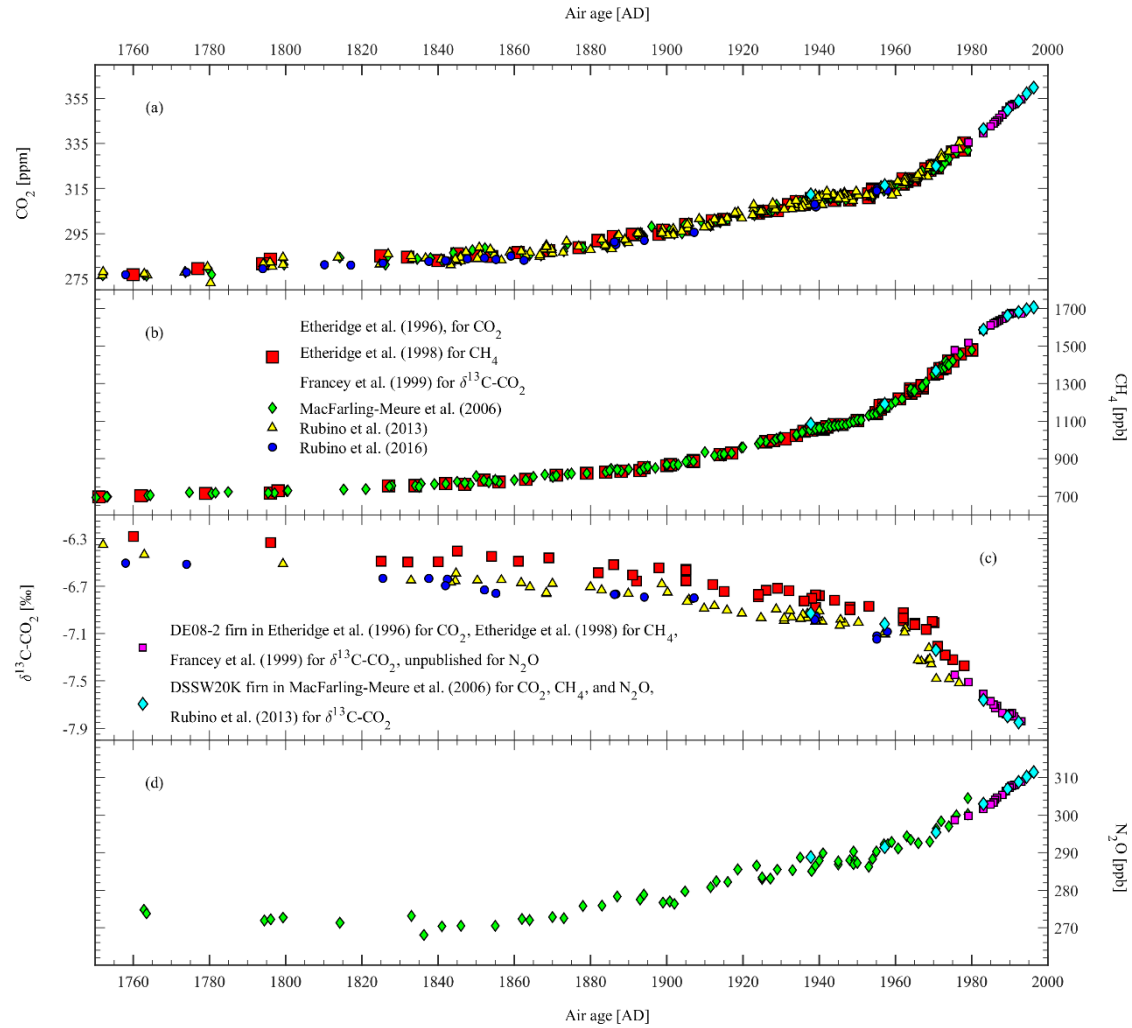 Air age [AD]
1760 1780 1800 1820 1840 1860 1880 1900 1920 1940 1960 1980 2000
(a)
CO2 [ppm]
355
335
315
295
275
(b)
CH4 [ppb]
1700
1500
1300
1100
900
700
Etheridge et al. (1996), for CO2
Etheridge et al. (1998) for CH4
Francey et al. (1999) for δ13C-CO2
MacFarling-Meure et al. (2006)
Rubino et al. (2013)
Rubino et al. (2016)
(c)
δ13C-CO2 [‰]
-6.3
-6.7
-7.1
-7.5
-7.9
DE08-2 firn in Etheridge et al. (1996) for CO2, Etheridge et al. (1998) for CH4,
Francey et al. (1999) for δ13C-CO2, unpublished for N2O
DSSW20K firn in MacFarling-Meure et al. (2006) for CO2, CH4, and N2O,
Rubino et al. (2013) for δ13C-CO2
(d)
N2O [ppb]
310
300
290
280
270
1760 1780 1800 1820 1840 1860 1880 1900 1920 1940 1960 1980 2000
Air age [AD]